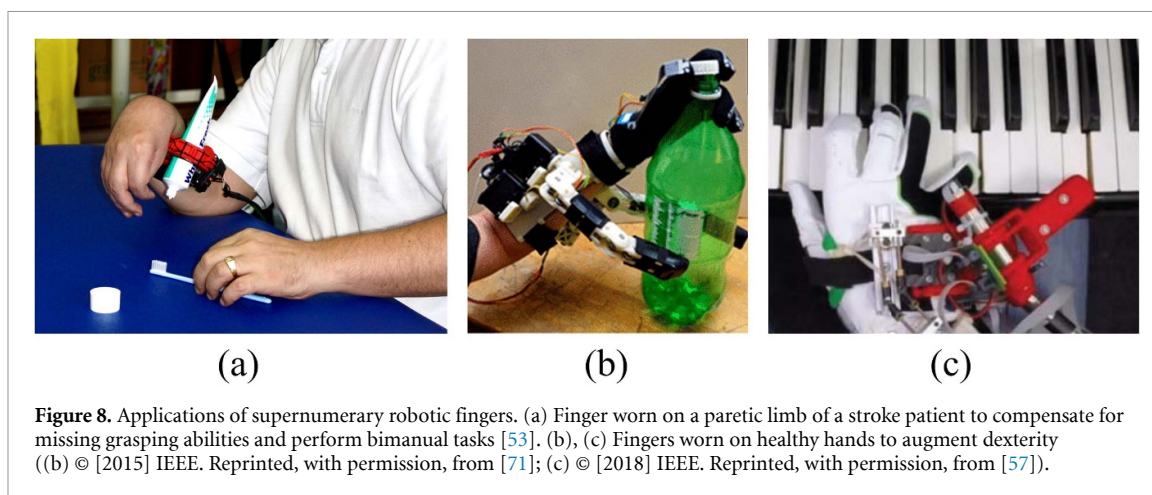 (a)
(b)
(c)
Figure 8. Applications of supernumerary robotic fingers. (a) Finger worn on a paretic limb of a stroke patient to compensate for
missing grasping abilities and perform bimanual tasks [53]. (b), (c) Fingers worn on healthy hands to augment dexterity
((b) © [2015] IEEE. Reprinted, with permission, from [71]; (c) © [2018] IEEE. Reprinted, with permission, from [57]).